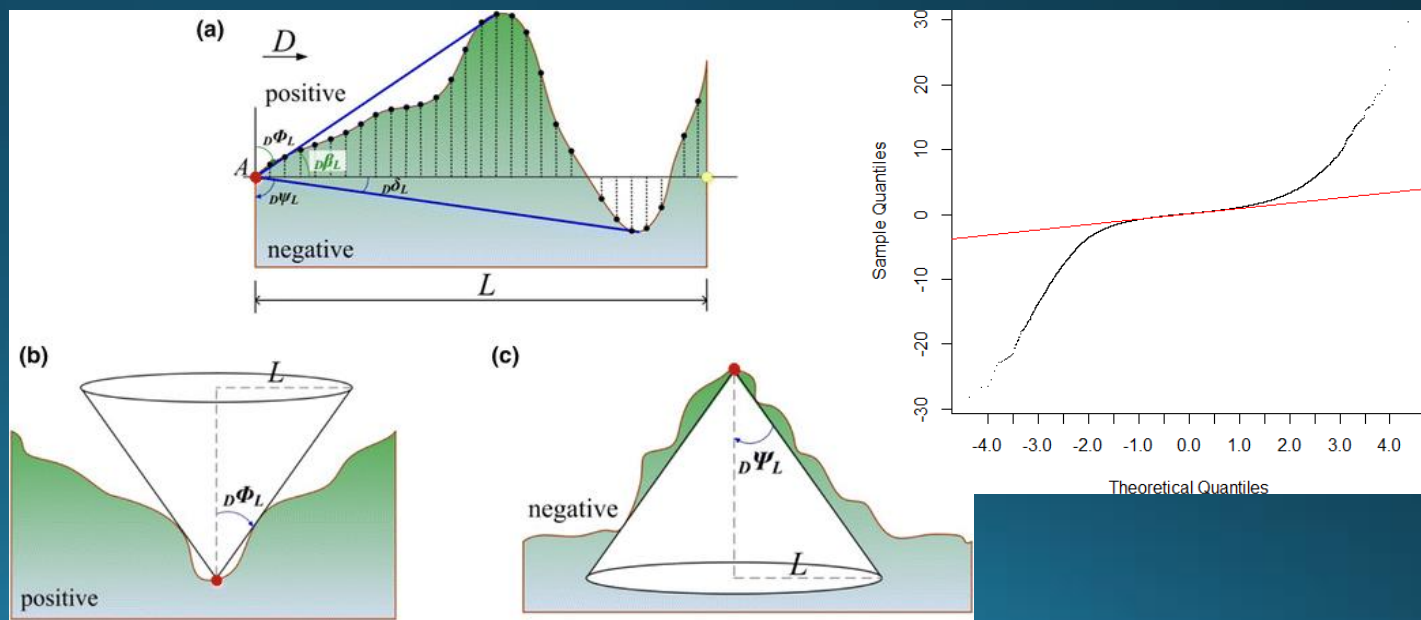 (a)
D
positive
DΦL
A
DβL
DδL
DψL
negative
L
(b)
L
DΦL
positive
(c)
DΨL
negative
L
30
20
10
0
-10
-20
-30
Sample Quantiles
-4.0 -3.0 -2.0 -1.0 0.0 1.0 2.0 3.0 4.0
Theoretical Quantiles